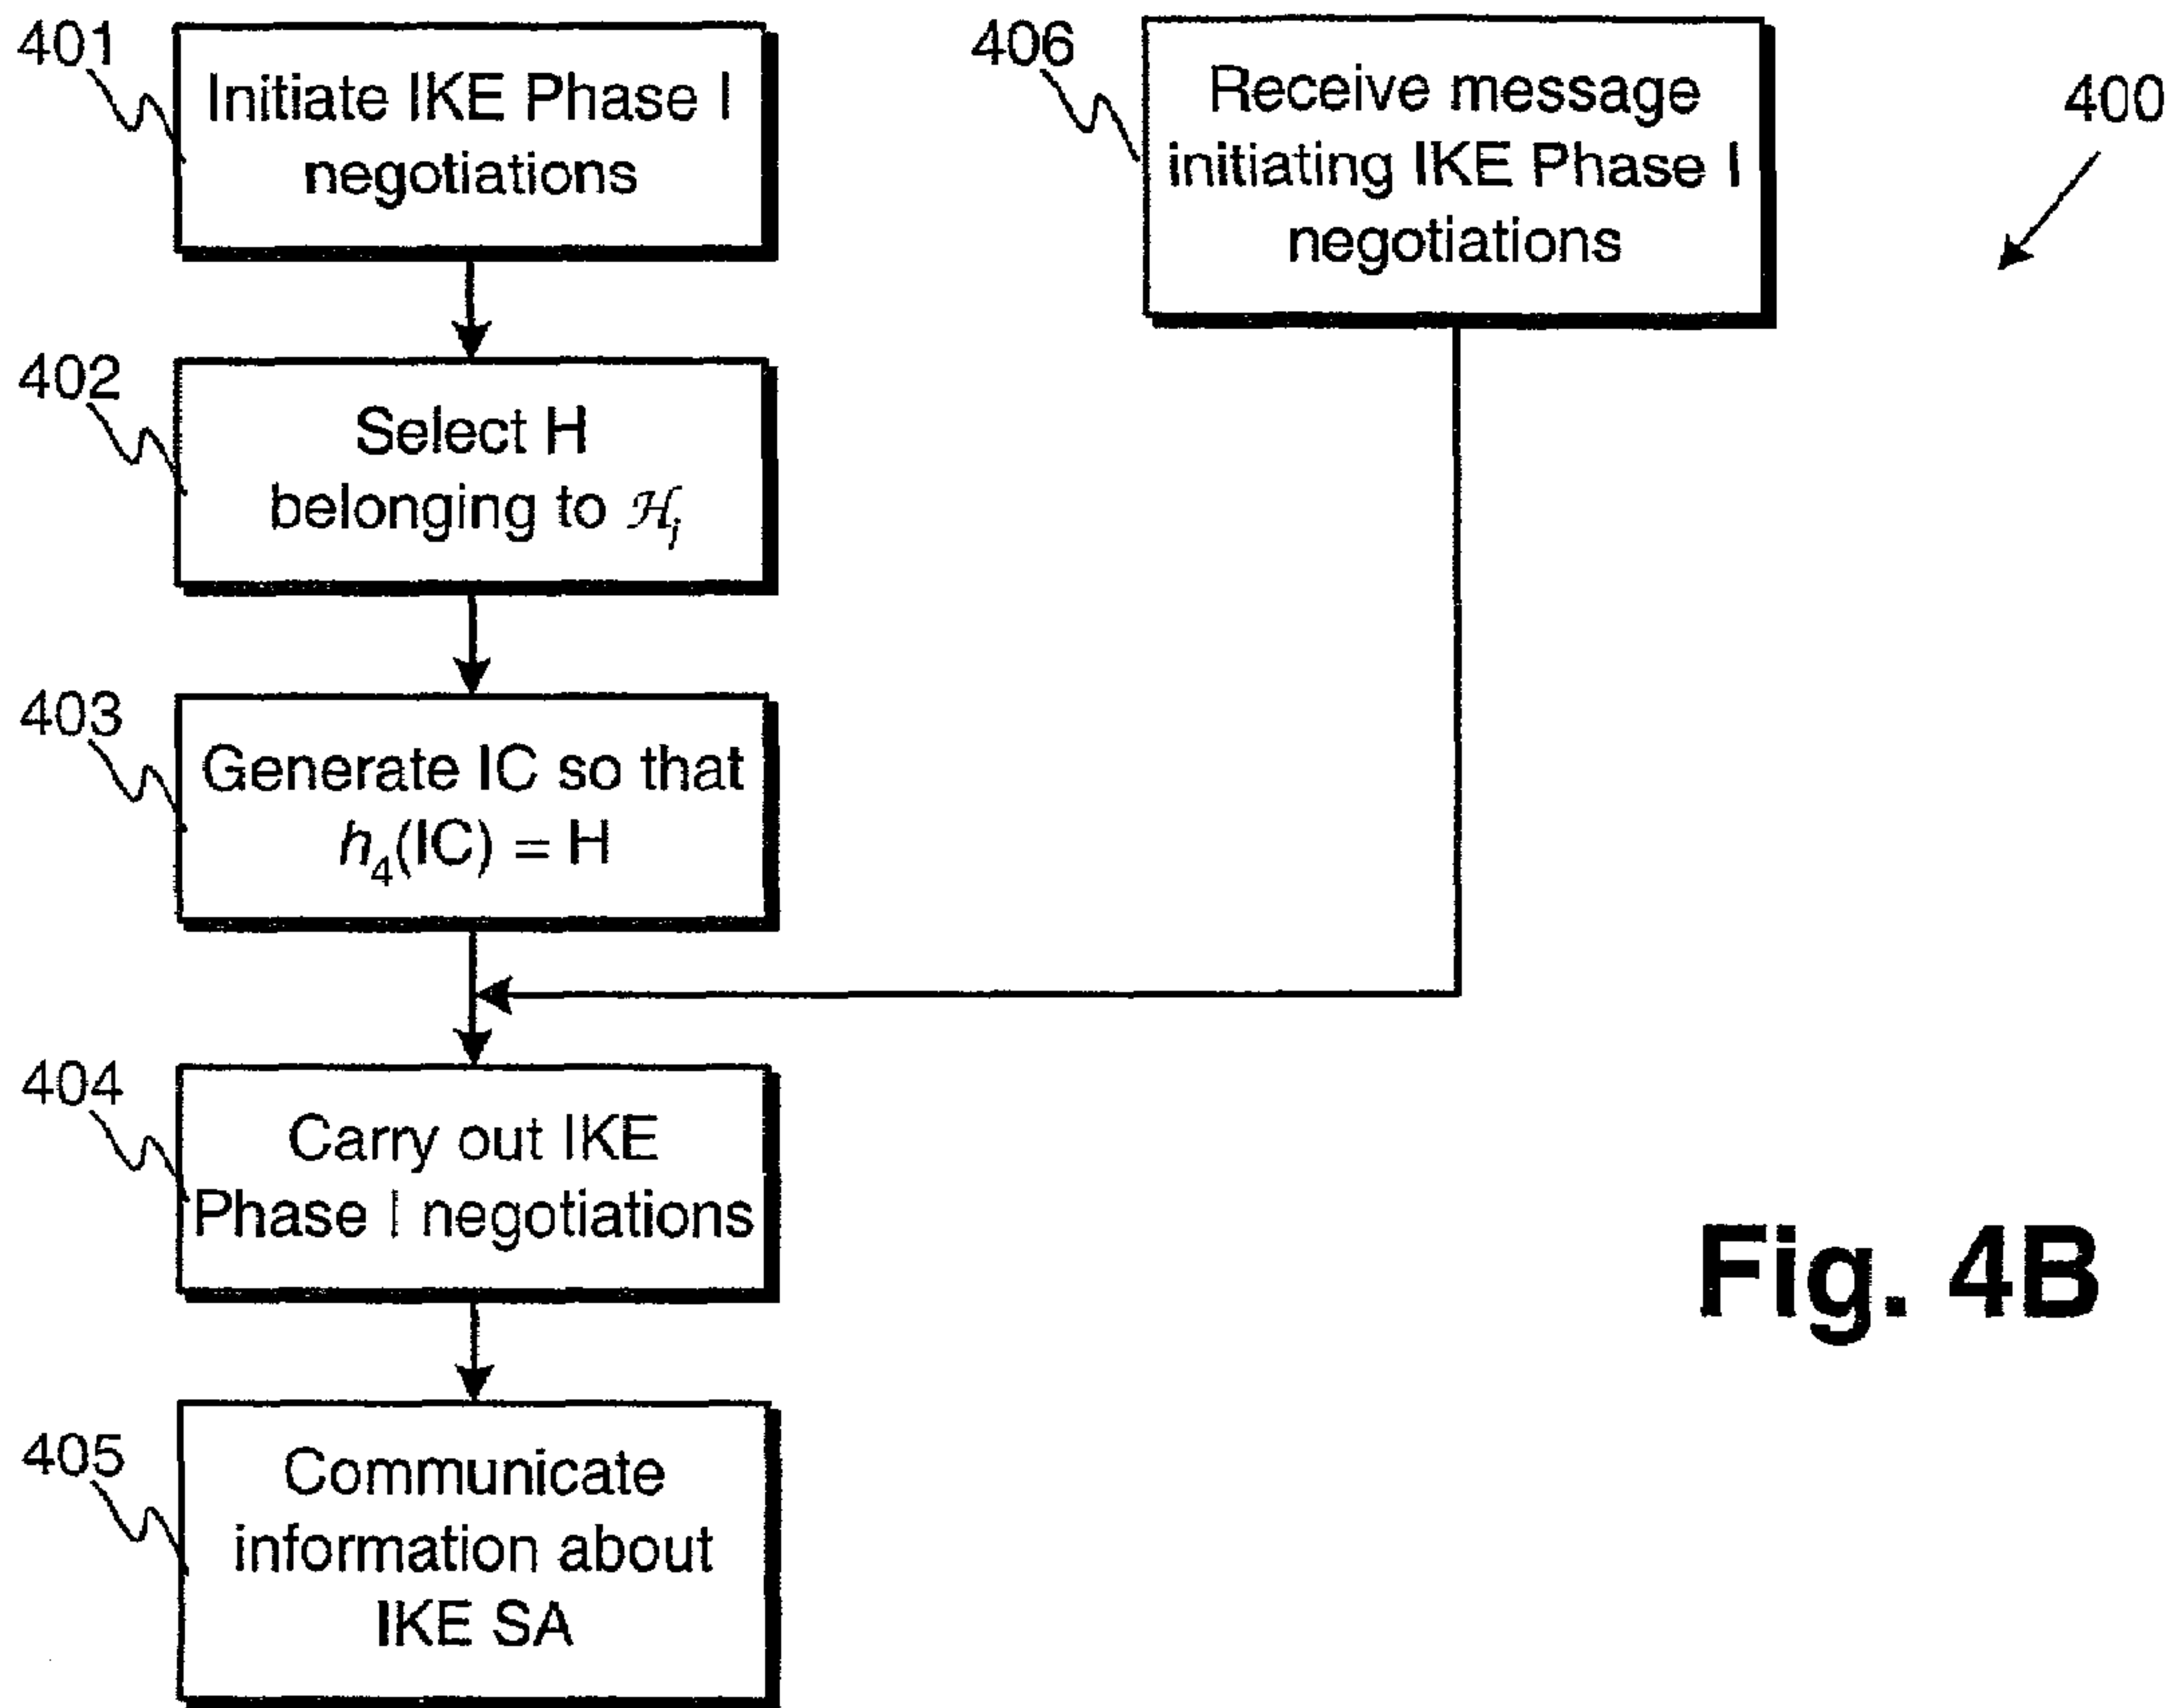 401
Initiate IKE Phase I
negotiations
406
Receive message
initiating IKE Phase I
negotiations
400
402
Select H
belonging to ℋi
403
Generate IC so that
h4(IC) = H
404
Carry out IKE
Phase I negotiations
405
Communicate
information about
IKE SA
Fig. 4B